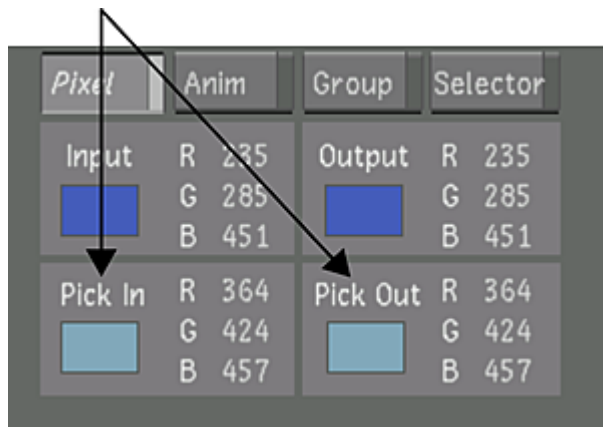 Pixel Anim Group Selector
Input R 235 Output R 235
G 285 G 285
B 451 B 451
Pick In R 364 Pick Out R 364
G 424 G 424
B 457 B 457